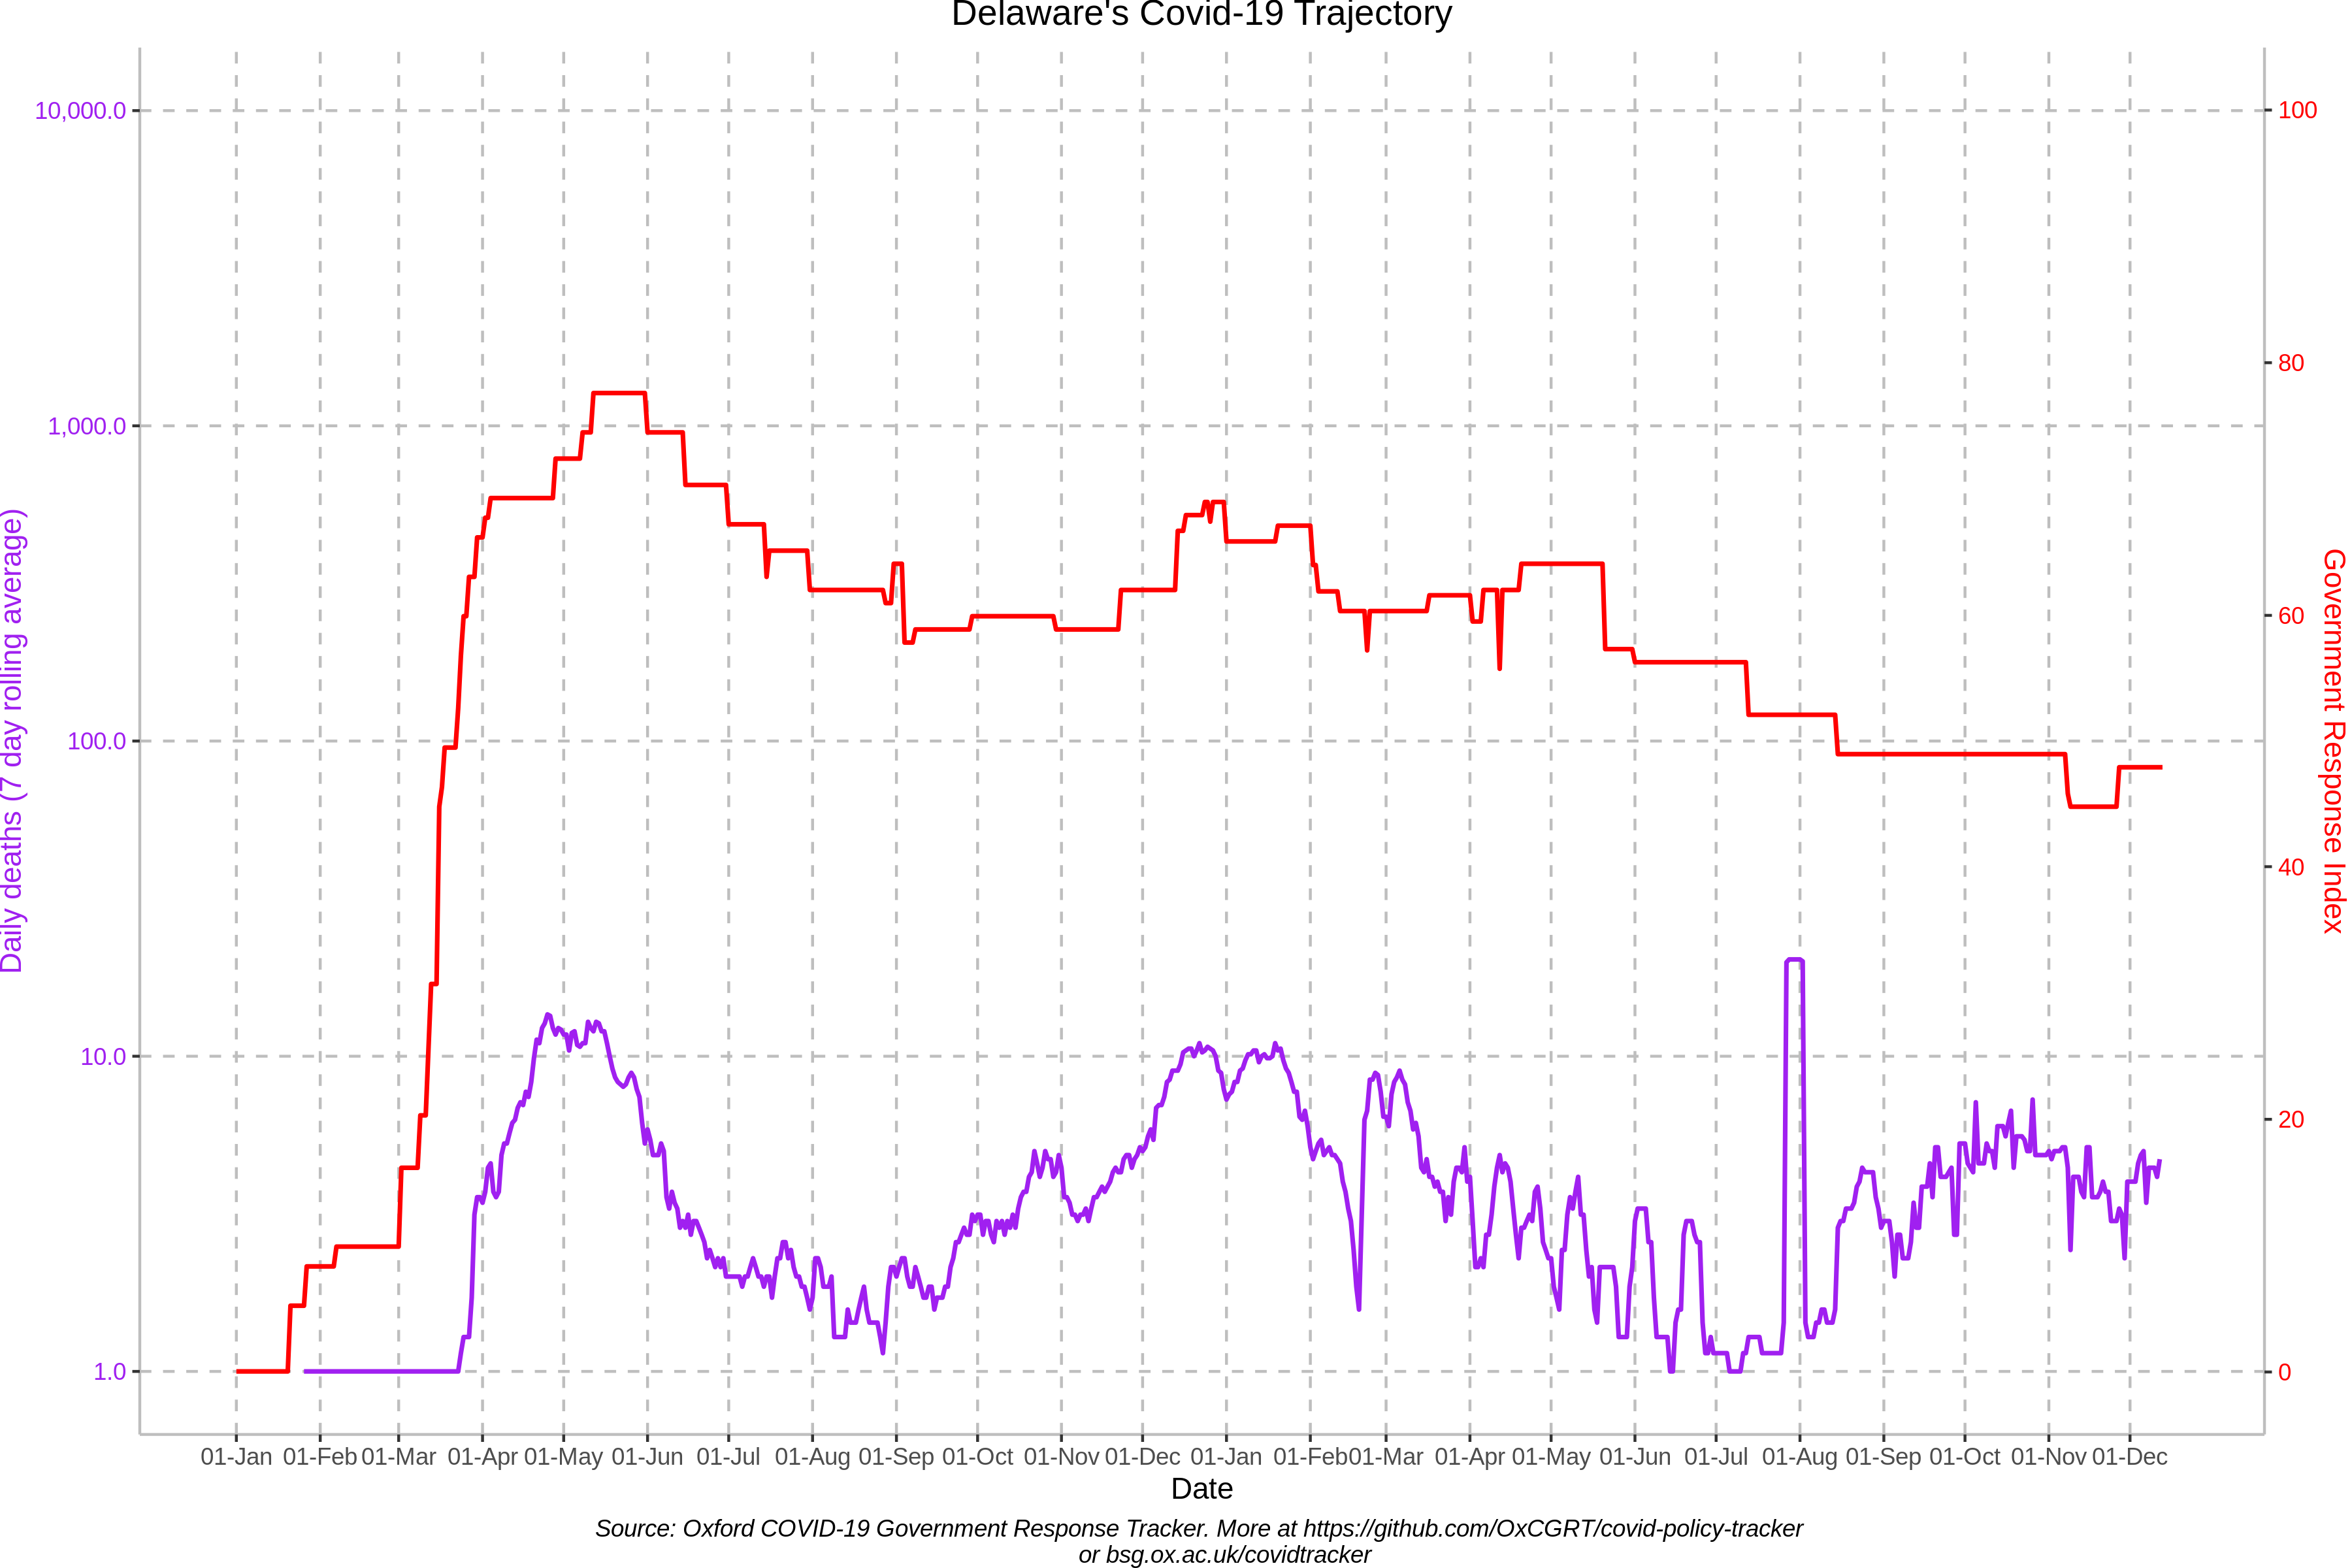 Delaware's Covid-19 Trajectory
10,000.0
1,000.0
100.0
10.0
1.0
Daily deaths (7 day rolling average)
100
80
60
40
20
0
Government Response Index
01-Jan 01-Feb 01-Mar 01-Apr 01-May 01-Jun 01-Jul 01-Aug 01-Sep 01-Oct 01-Nov 01-Dec 01-Jan 01-Feb 01-Mar 01-Apr 01-May 01-Jun 01-Jul 01-Aug 01-Sep 01-Oct 01-Nov 01-Dec
Date
Source: Oxford COVID-19 Government Response Tracker. More at https://github.com/OxCGRT/covid-policy-tracker
or bsg.ox.ac.uk/covidtracker